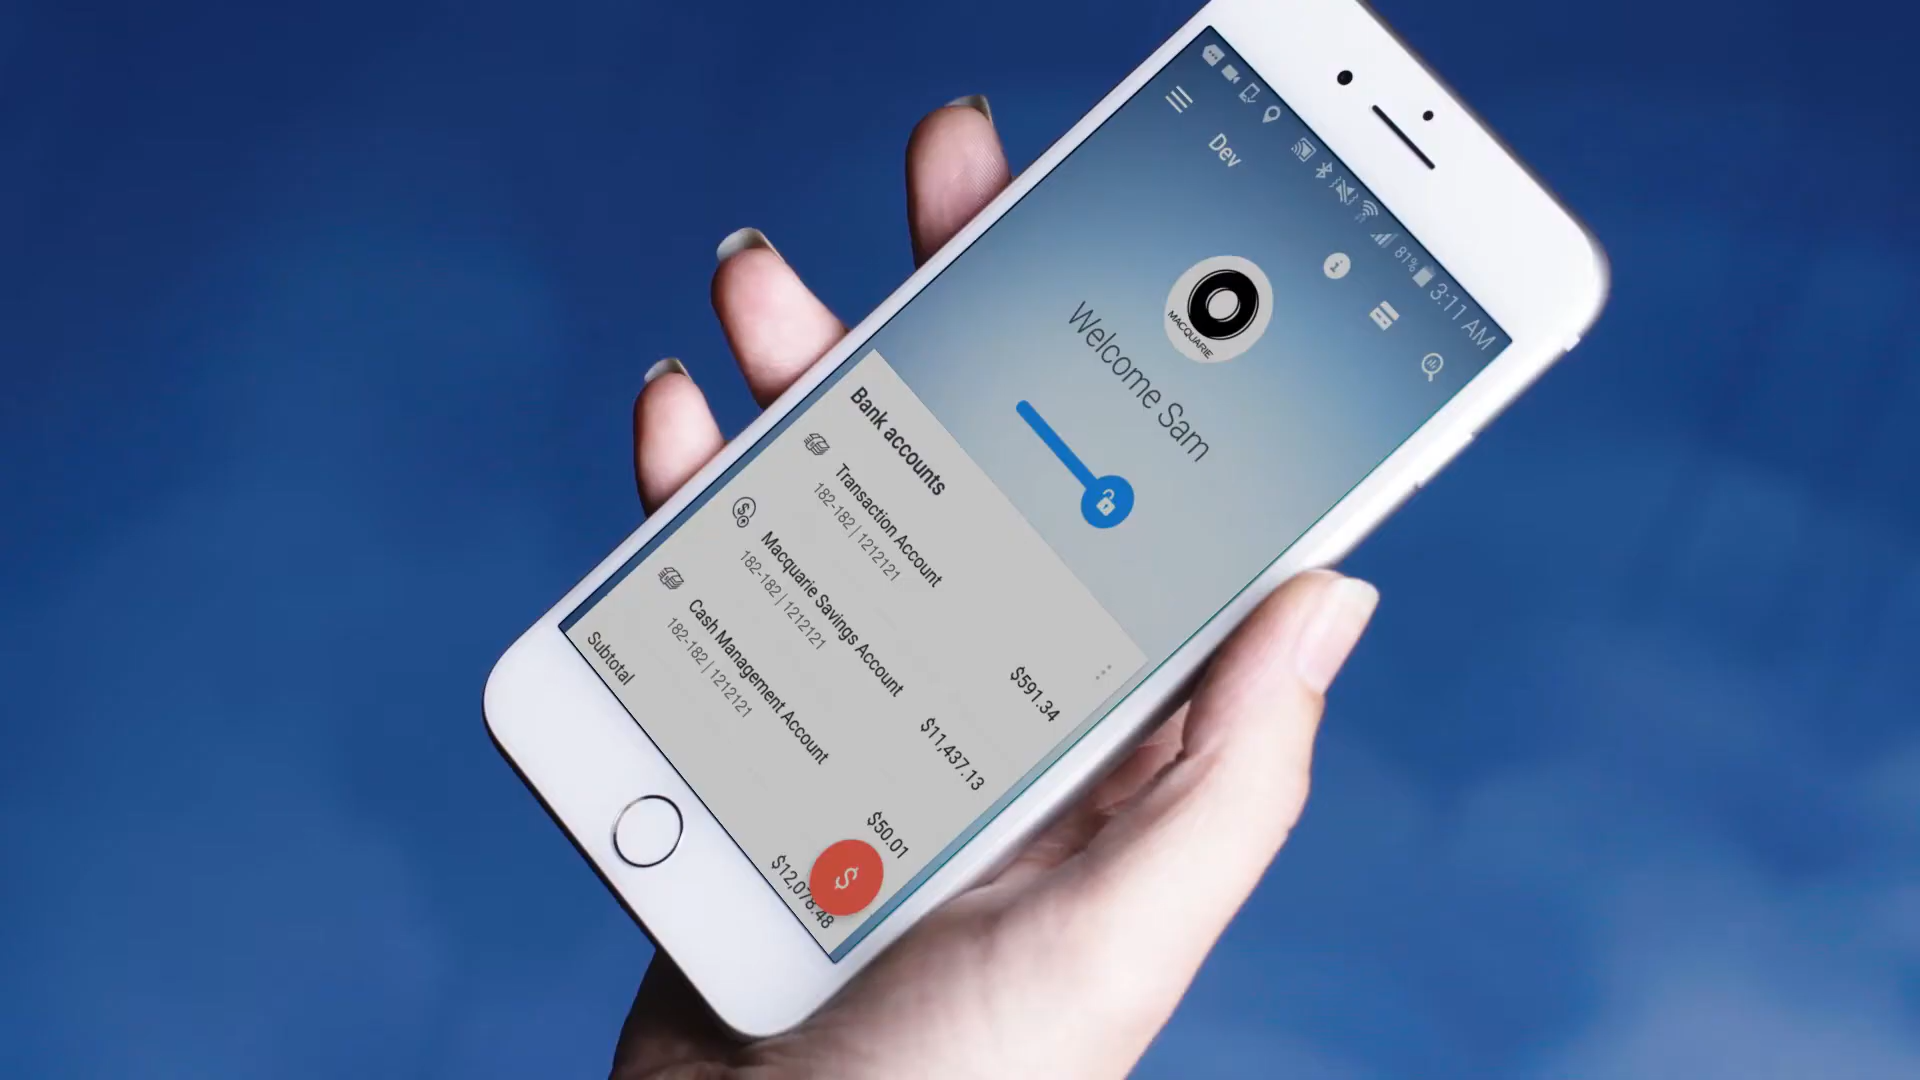 81% 3:11 AM
Dev
MACQUARIE
Welcome Sam
Bank accounts
Transaction Account
182-182 | 1212121
$591.34
Macquarie Savings Account
182-182 | 1212121
$11,437.13
Cash Management Account
182-182 | 1212121
$50.01
Subtotal
$12,078.48
$